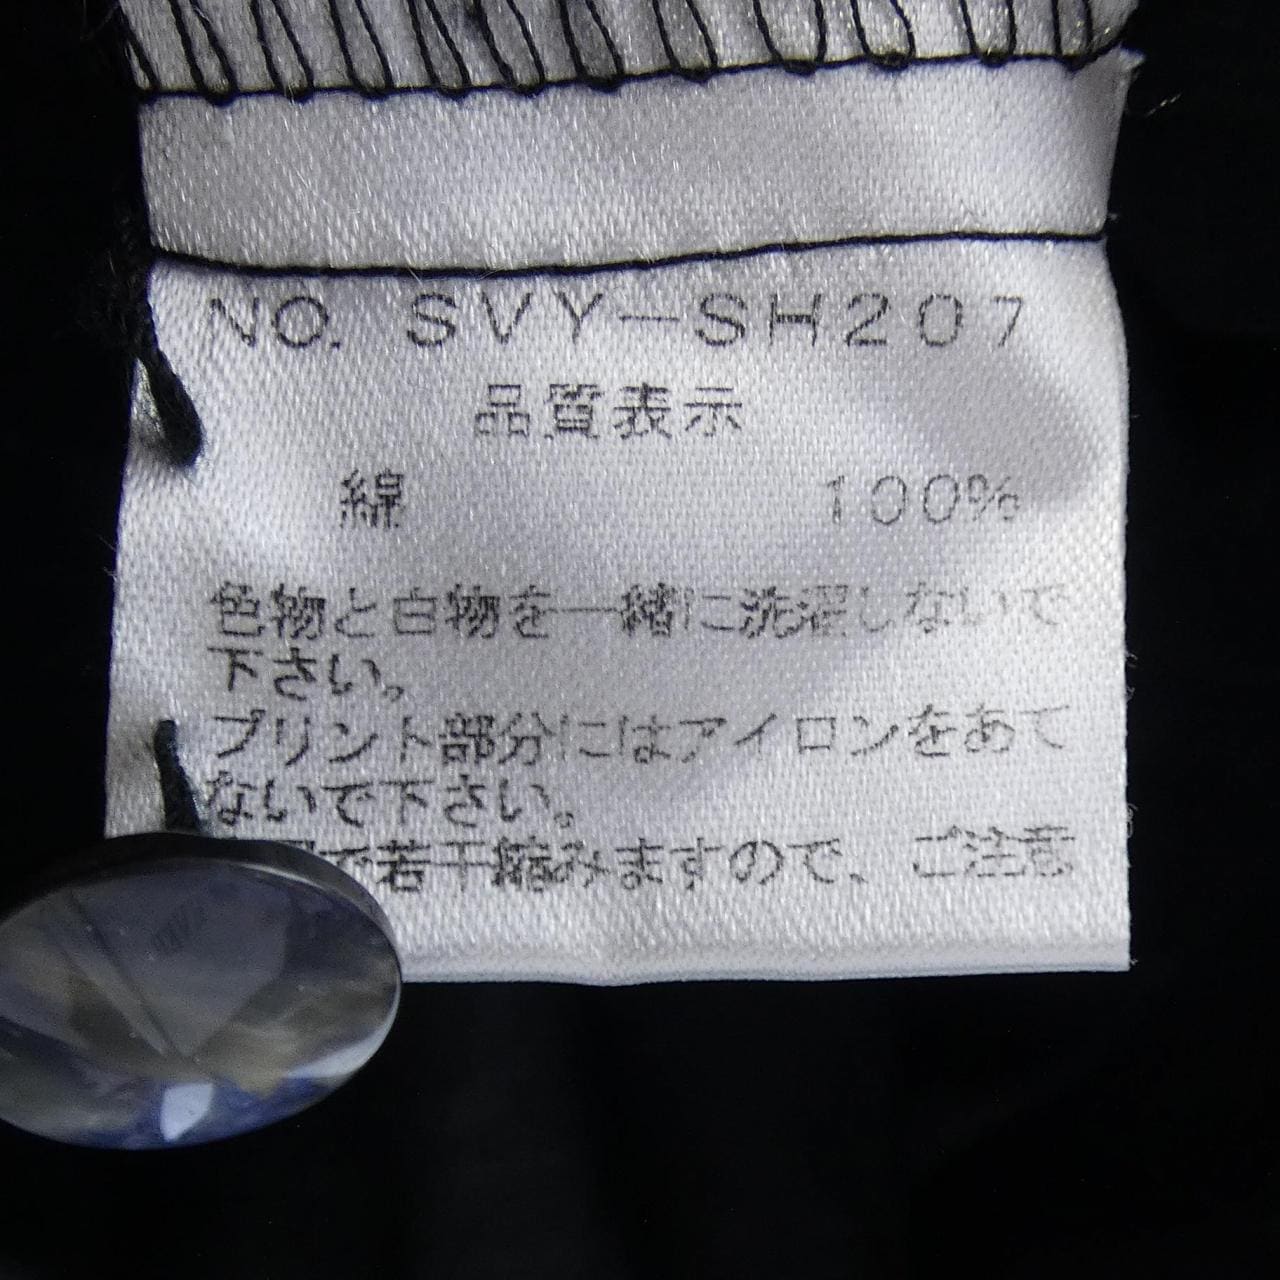 NO. SVY-SH207
品質表示
綿 100%
色物と白物を一緒に洗濯しないで
下さい。
プリント部分にはアイロンをあて
ないで下さい。
で若干縮みますので、ご注意